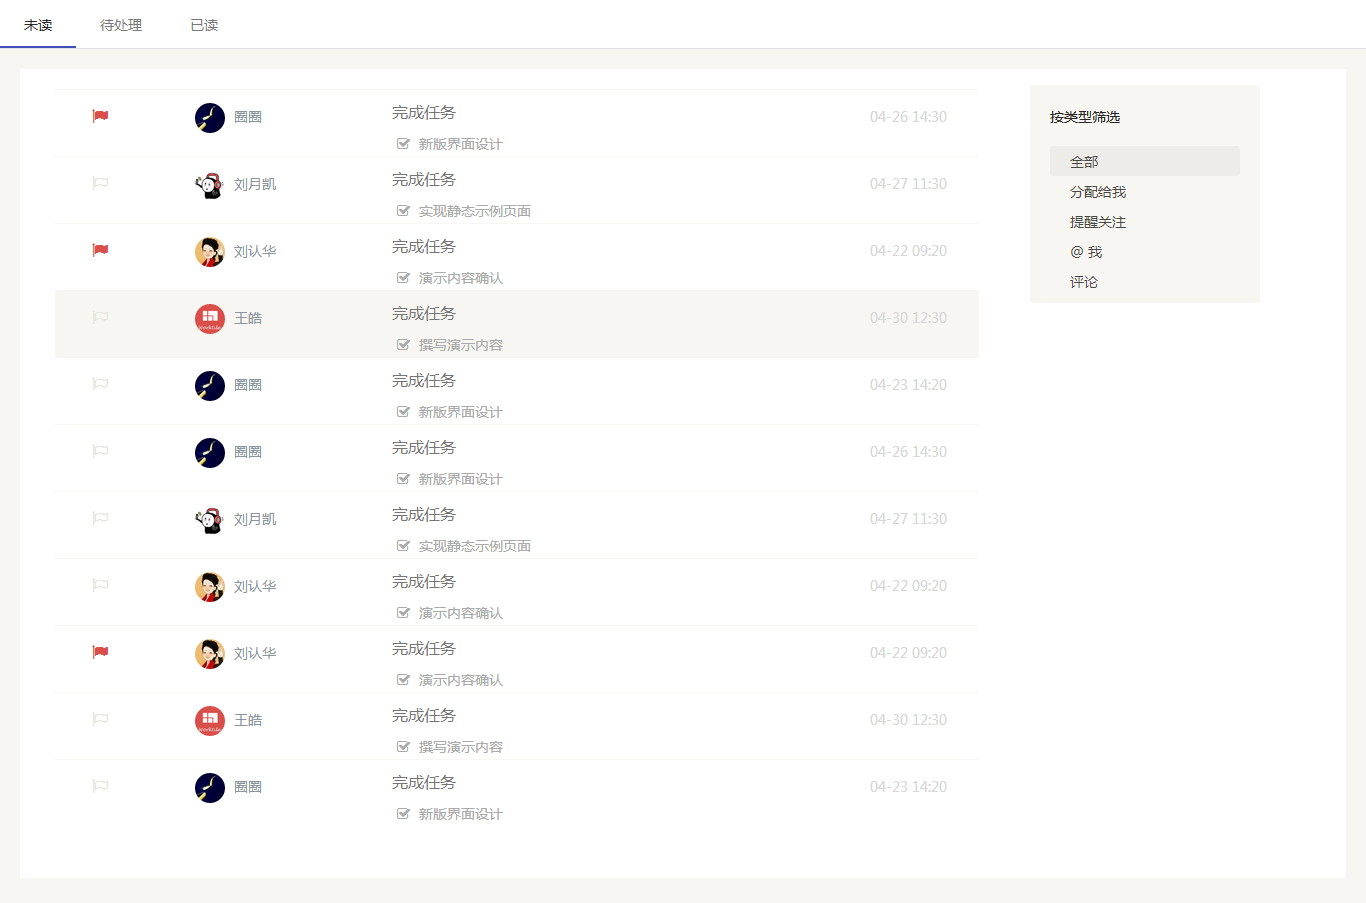 未读 待处理 已读
按类型筛选
全部
分配给我
提醒关注
@ 我
评论
圈圈 完成任务 04-26 14:30
新版界面设计
刘月凯 完成任务 04-27 11:30
实现静态示例页面
刘认华 完成任务 04-22 09:20
演示内容确认
王皓 完成任务 04-30 12:30
撰写演示内容
圈圈 完成任务 04-23 14:20
新版界面设计
圈圈 完成任务 04-26 14:30
新版界面设计
刘月凯 完成任务 04-27 11:30
实现静态示例页面
刘认华 完成任务 04-22 09:20
演示内容确认
刘认华 完成任务 04-22 09:20
演示内容确认
王皓 完成任务 04-30 12:30
撰写演示内容
圈圈 完成任务 04-23 14:20
新版界面设计